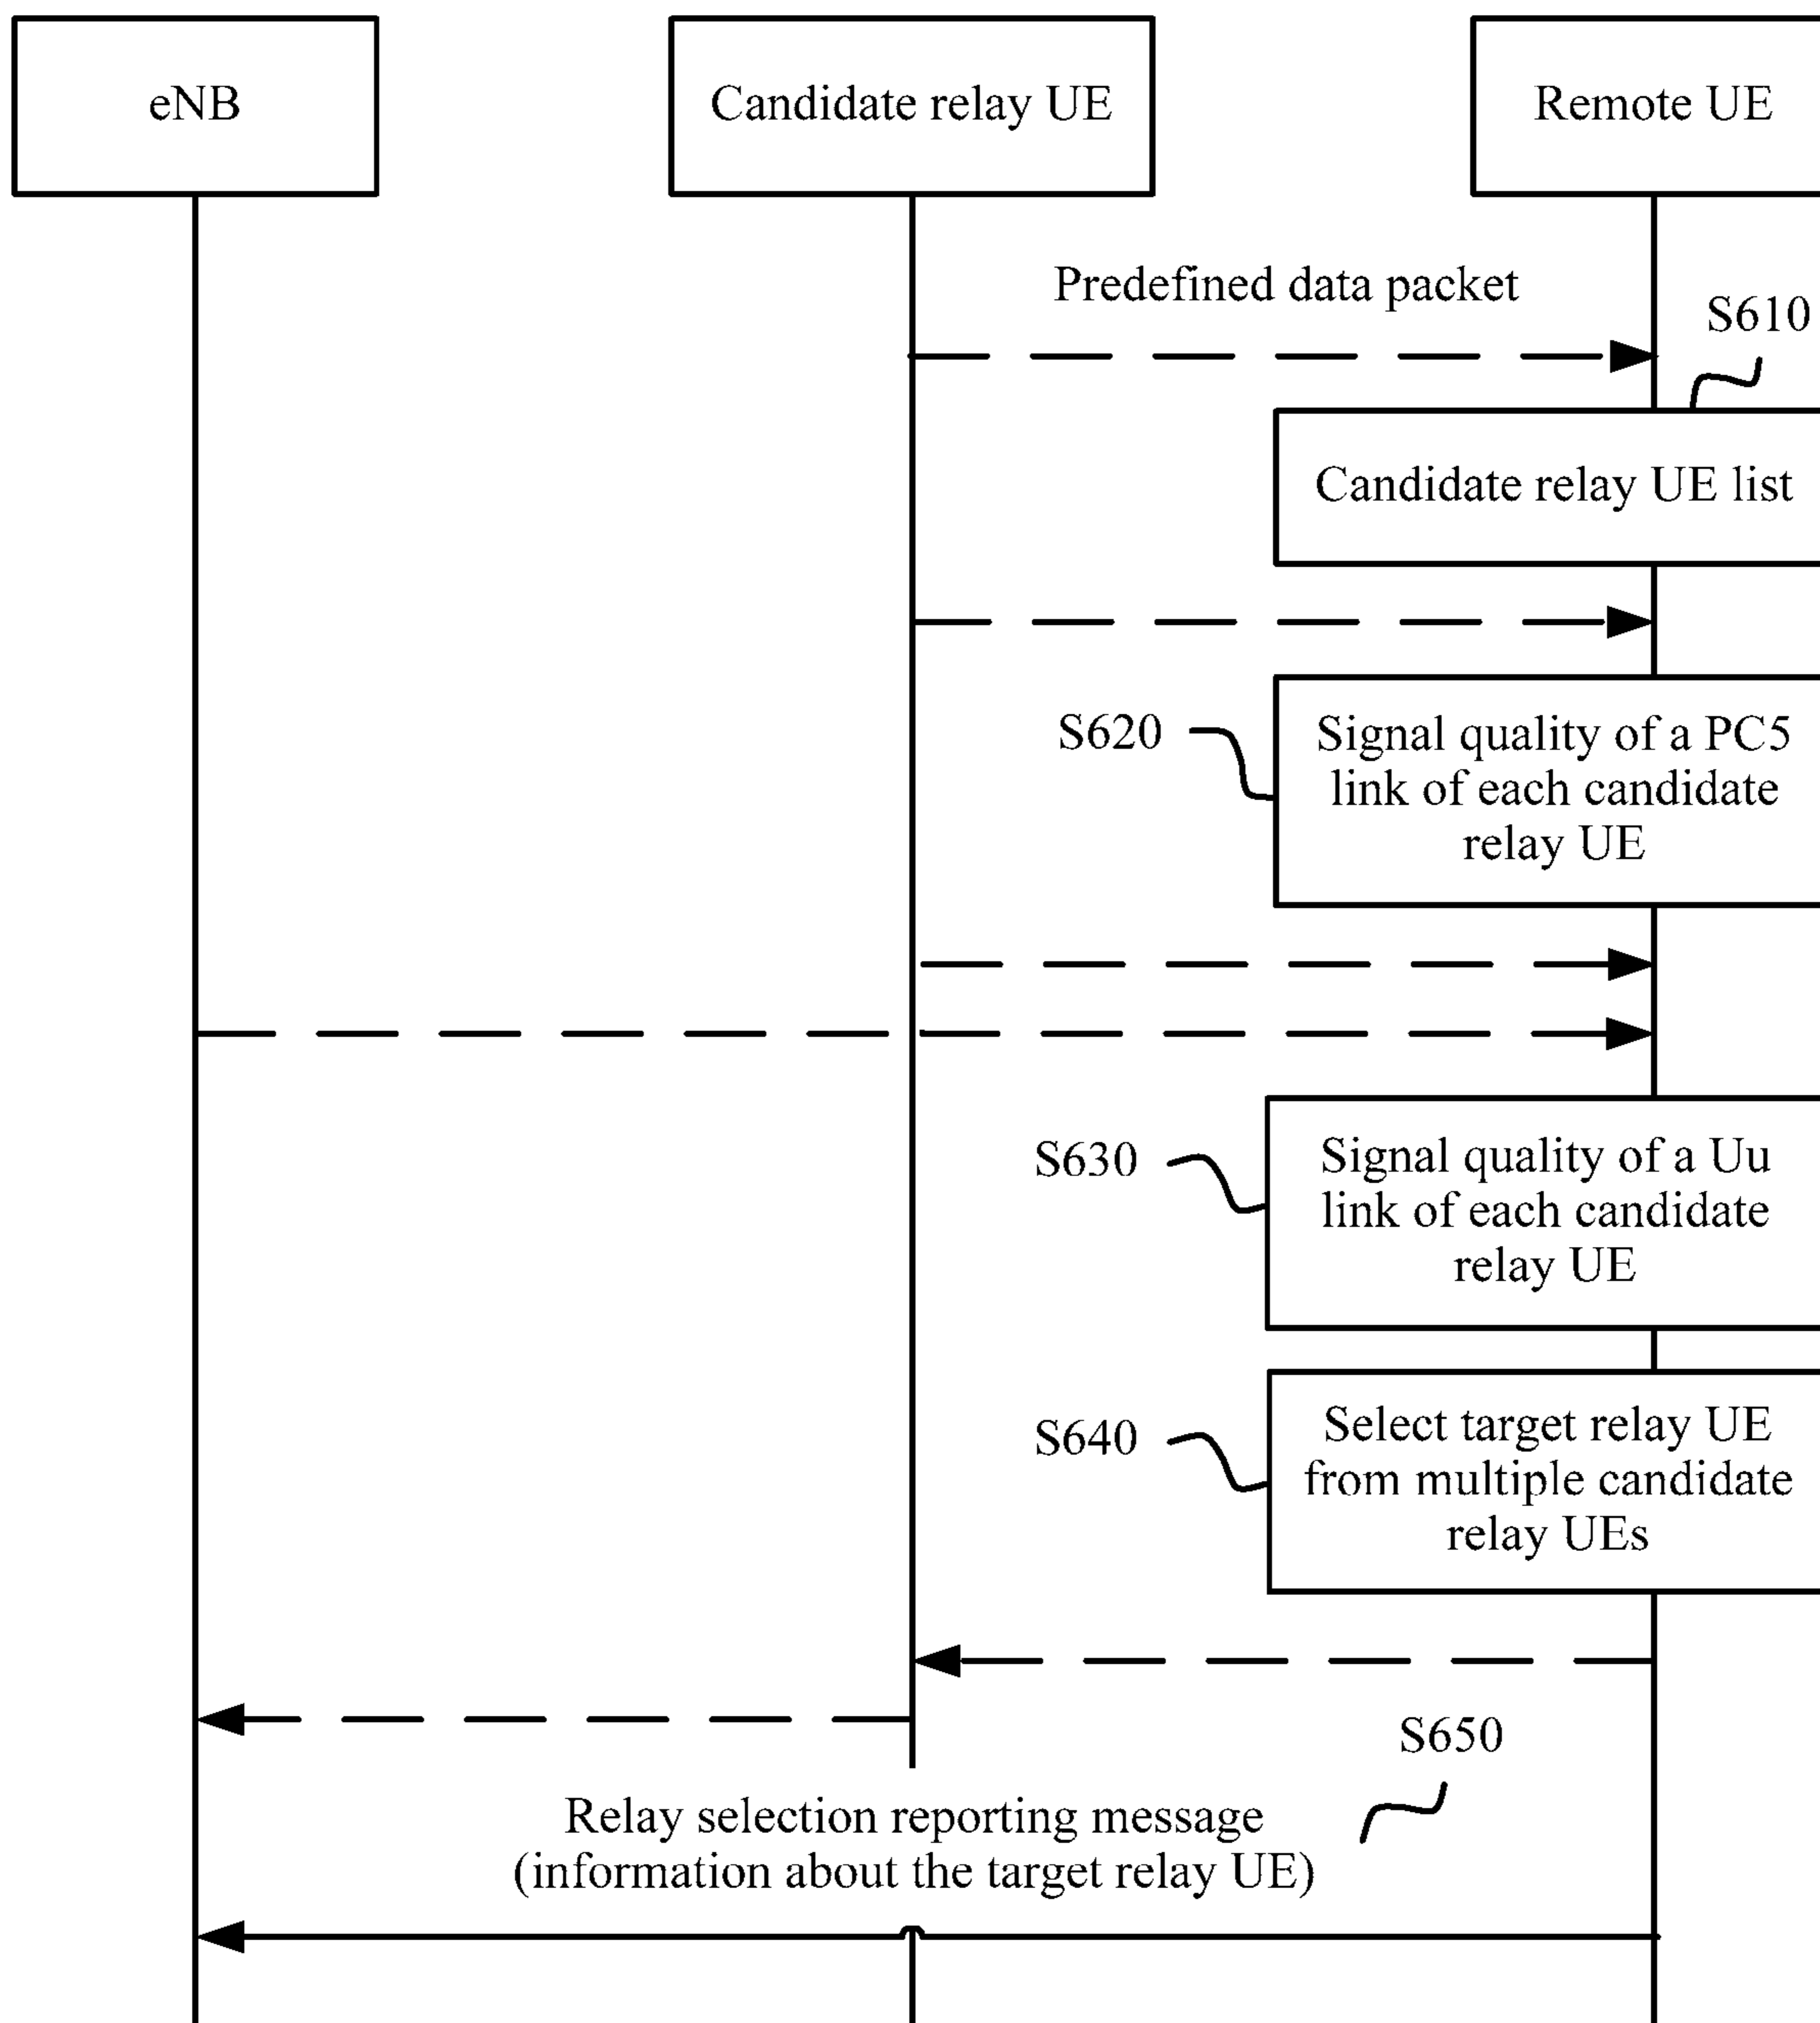 eNB
Candidate relay UE
Remote UE
Predefined data packet
S610
Candidate relay UE list
S620
Signal quality of a PC5
link of each candidate
relay UE
S630
Signal quality of a Uu
link of each candidate
relay UE
S640
Select target relay UE
from multiple candidate
relay UEs
S650
Relay selection reporting message
(information about the target relay UE)